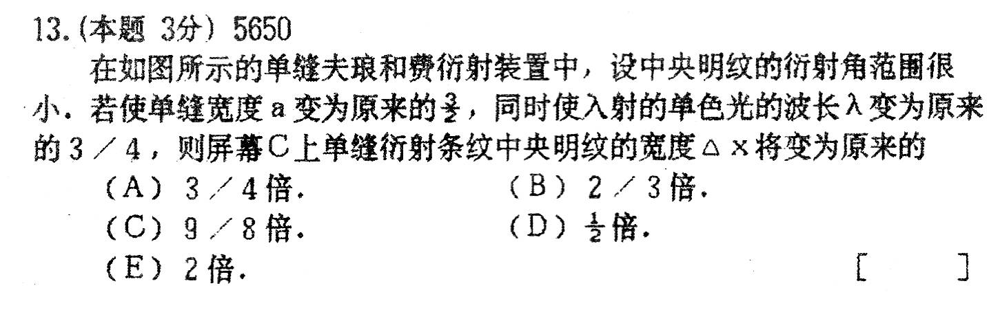 13.(本题 3分) 5650
在如图所示的单缝夫琅和费衍射装置中，设中央明纹的衍射角范围很
小．若使单缝宽度a变为原来的3/2，同时使入射的单色光的波长λ变为原来
的3／4，则屏幕C上单缝衍射条纹中央明纹的宽度△x将变为原来的
(A) 3／4倍． (B) 2／3倍．
(C) 9／8倍． (D) 1/2倍．
(E) 2倍． [ ]